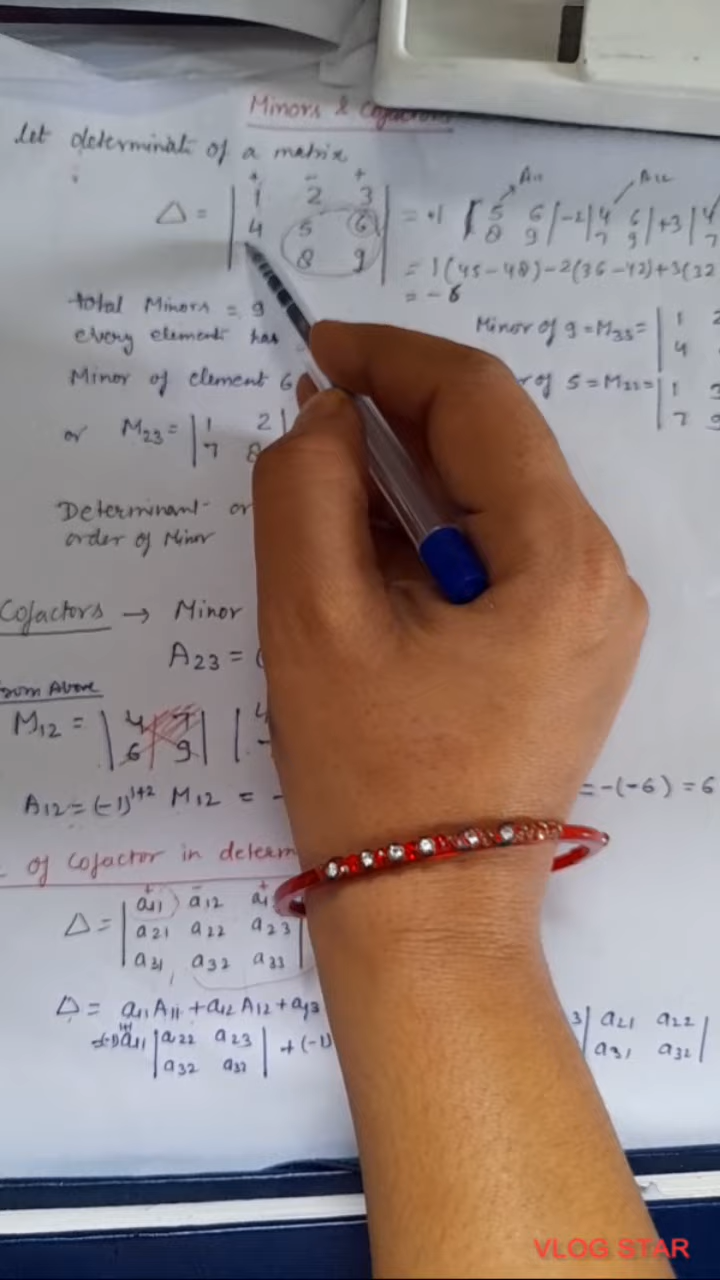 Minors & Cofactors
Let determinati of a matrix
+ - +
Δ = | 1 2 3 | = +1 | 5 6 | -2 | 4 6 | +3 | 4
4 5 6 8 9 7 9 7
8 9
A11 A12
= 1(45-48)-2(36-42)+3(32
= -6
total Minors = 9
every element has
Minor of 9 = M33 = | 1 2
4
Minor of element 6
of 5 = M22 = | 1 3
7 9
or M23 = | 1 2 |
7 8
Determinant or
order of Minor
Cofactors → Minor
A23 = (
from Above
M12 = | 4 7 | | 4
6 9
A12 = (-1)1+2 M12 = -
= -(-6) = 6
of Cofactor in determ
+ - +
Δ = | a11 a12 a1
a21 a22 a23
a31 a32 a33 |
Δ = a11A11 + a12A12 + a13
a11 | a22 a23 | + (-1)
a32 a32
3 | a21 a22 |
a31 a32
VLOG STAR